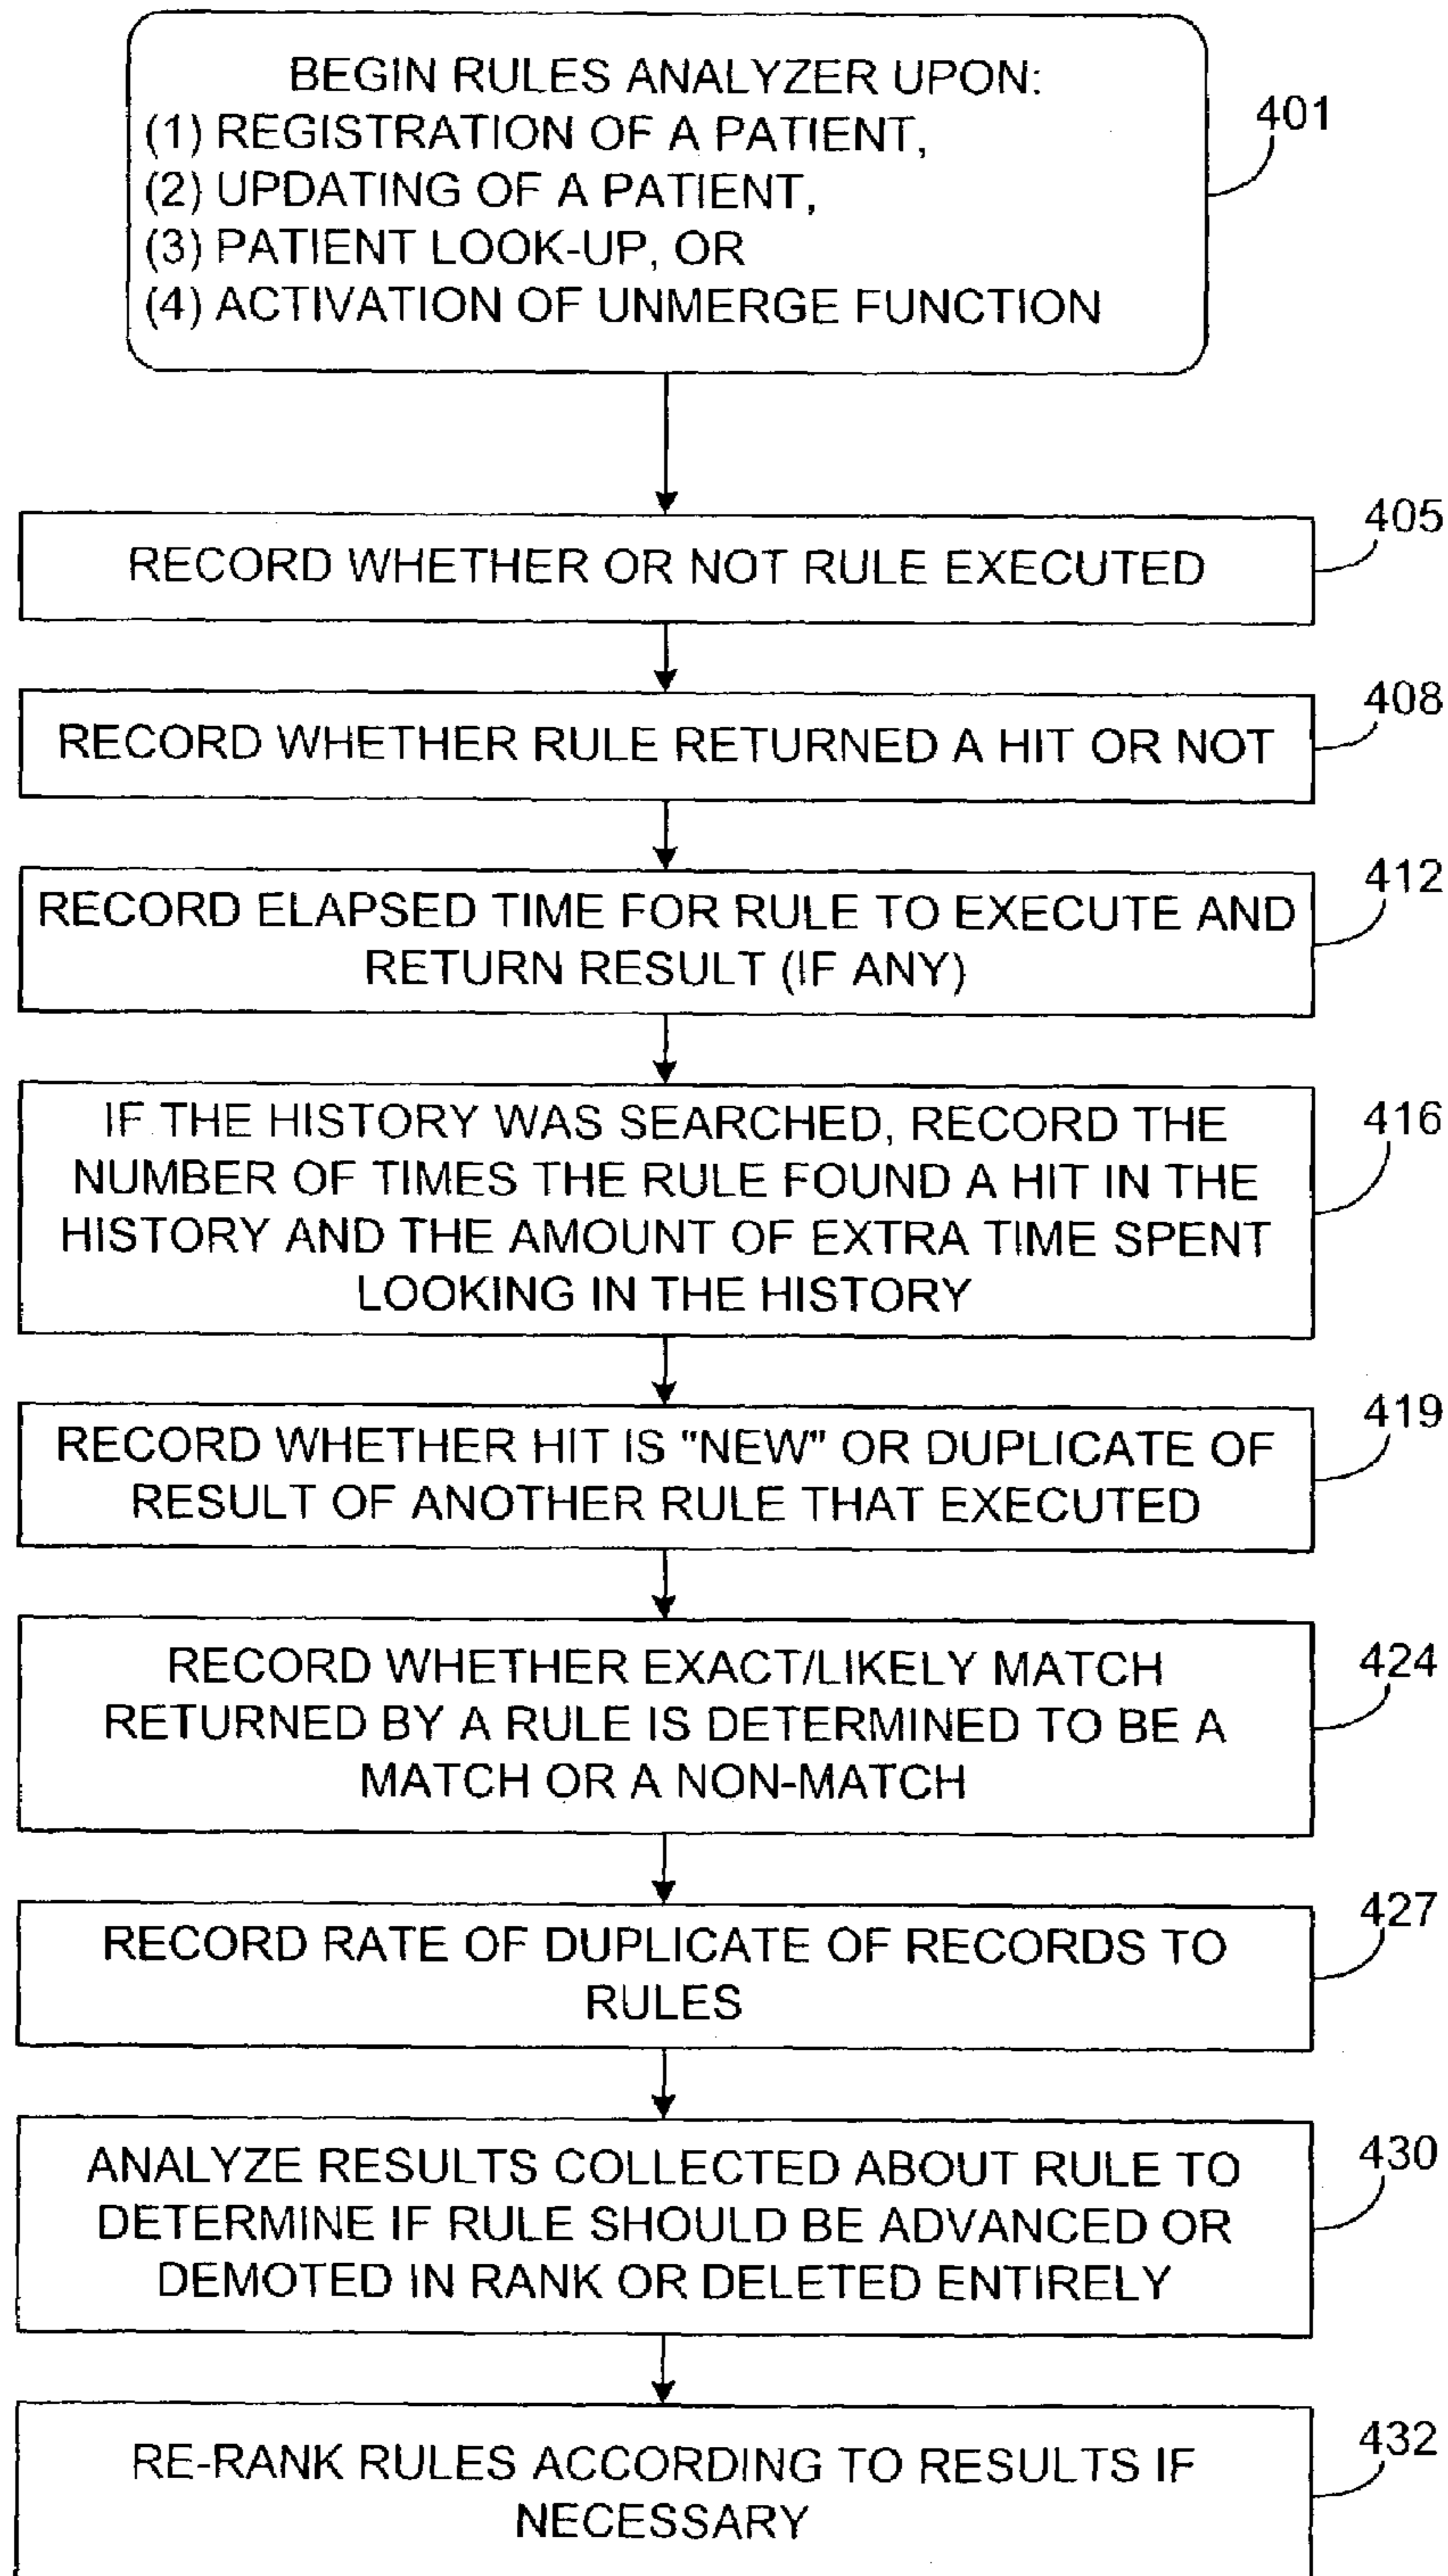 BEGIN RULES ANALYZER UPON:
(1) REGISTRATION OF A PATIENT,
(2) UPDATING OF A PATIENT,
(3) PATIENT LOOK-UP, OR
(4) ACTIVATION OF UNMERGE FUNCTION
401
RECORD WHETHER OR NOT RULE EXECUTED
405
RECORD WHETHER RULE RETURNED A HIT OR NOT
408
RECORD ELAPSED TIME FOR RULE TO EXECUTE AND
RETURN RESULT (IF ANY)
412
IF THE HISTORY WAS SEARCHED, RECORD THE
NUMBER OF TIMES THE RULE FOUND A HIT IN THE
HISTORY AND THE AMOUNT OF EXTRA TIME SPENT
LOOKING IN THE HISTORY
416
RECORD WHETHER HIT IS "NEW" OR DUPLICATE OF
RESULT OF ANOTHER RULE THAT EXECUTED
419
RECORD WHETHER EXACT/LIKELY MATCH
RETURNED BY A RULE IS DETERMINED TO BE A
MATCH OR A NON-MATCH
424
RECORD RATE OF DUPLICATE OF RECORDS TO
RULES
427
ANALYZE RESULTS COLLECTED ABOUT RULE TO
DETERMINE IF RULE SHOULD BE ADVANCED OR
DEMOTED IN RANK OR DELETED ENTIRELY
430
RE-RANK RULES ACCORDING TO RESULTS IF
NECESSARY
432